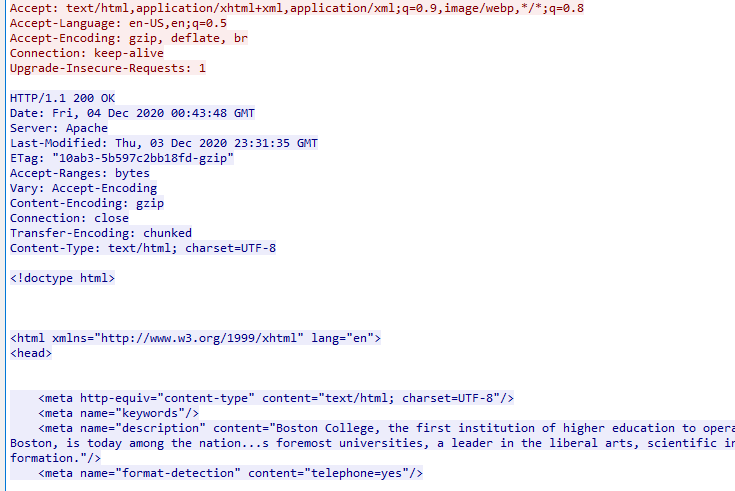 Accept: text/html,application/xhtml+xml,application/xml;q=0.9,image/webp,*/*;q=0.8
Accept-Language: en-US,en;q=0.5
Accept-Encoding: gzip, deflate, br
Connection: keep-alive
Upgrade-Insecure-Requests: 1
HTTP/1.1 200 OK
Date: Fri, 04 Dec 2020 00:43:48 GMT
Server: Apache
Last-Modified: Thu, 03 Dec 2020 23:31:35 GMT
ETag: "10ab3-5b597c2bb18fd-gzip"
Accept-Ranges: bytes
Vary: Accept-Encoding
Content-Encoding: gzip
Connection: close
Transfer-Encoding: chunked
Content-Type: text/html; charset=UTF-8
<!doctype html>
<html xmlns="http://www.w3.org/1999/xhtml" lang="en">
<head>
<meta http-equiv="content-type" content="text/html; charset=UTF-8"/>
<meta name="keywords"/>
<meta name="description" content="Boston College, the first institution of higher education to opera
Boston, is today among the nation...s foremost universities, a leader in the liberal arts, scientific in
formation."/>
<meta name="format-detection" content="telephone=yes"/>